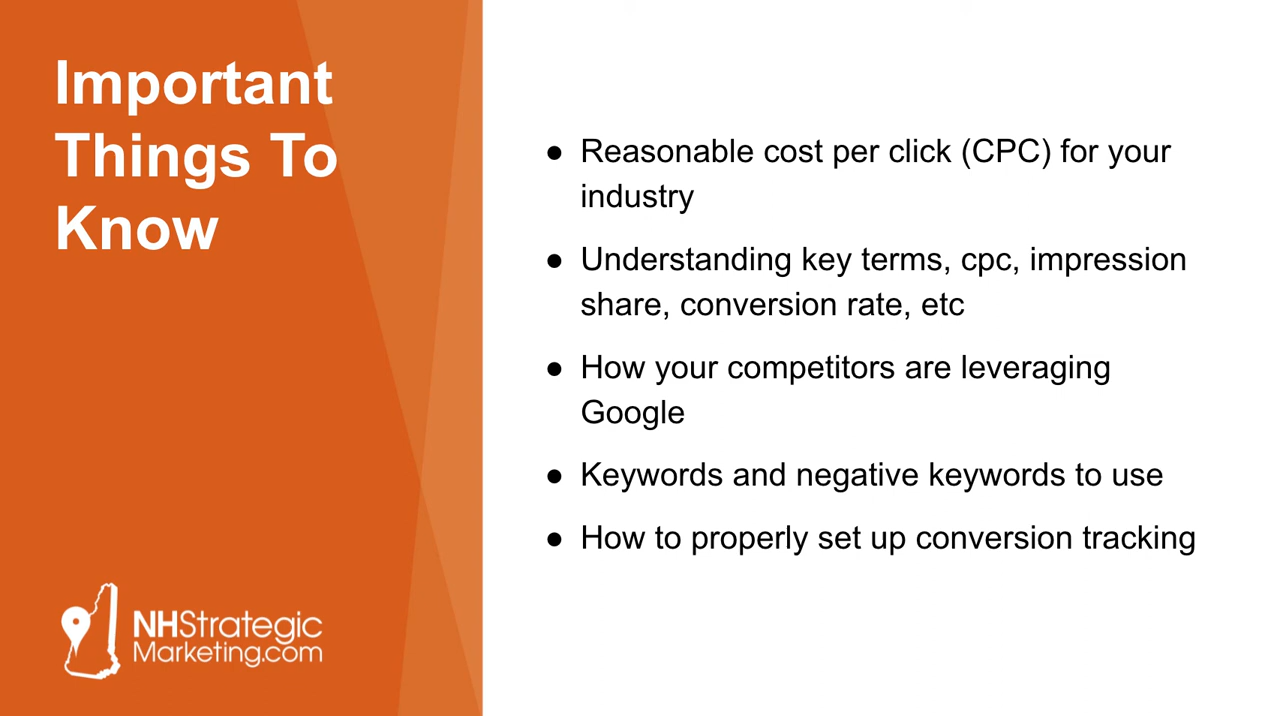 Important
Things To
Know
● Reasonable cost per click (CPC) for your
industry
● Understanding key terms, cpc, impression
share, conversion rate, etc
● How your competitors are leveraging
Google
● Keywords and negative keywords to use
● How to properly set up conversion tracking
NHStrategic
Marketing.com